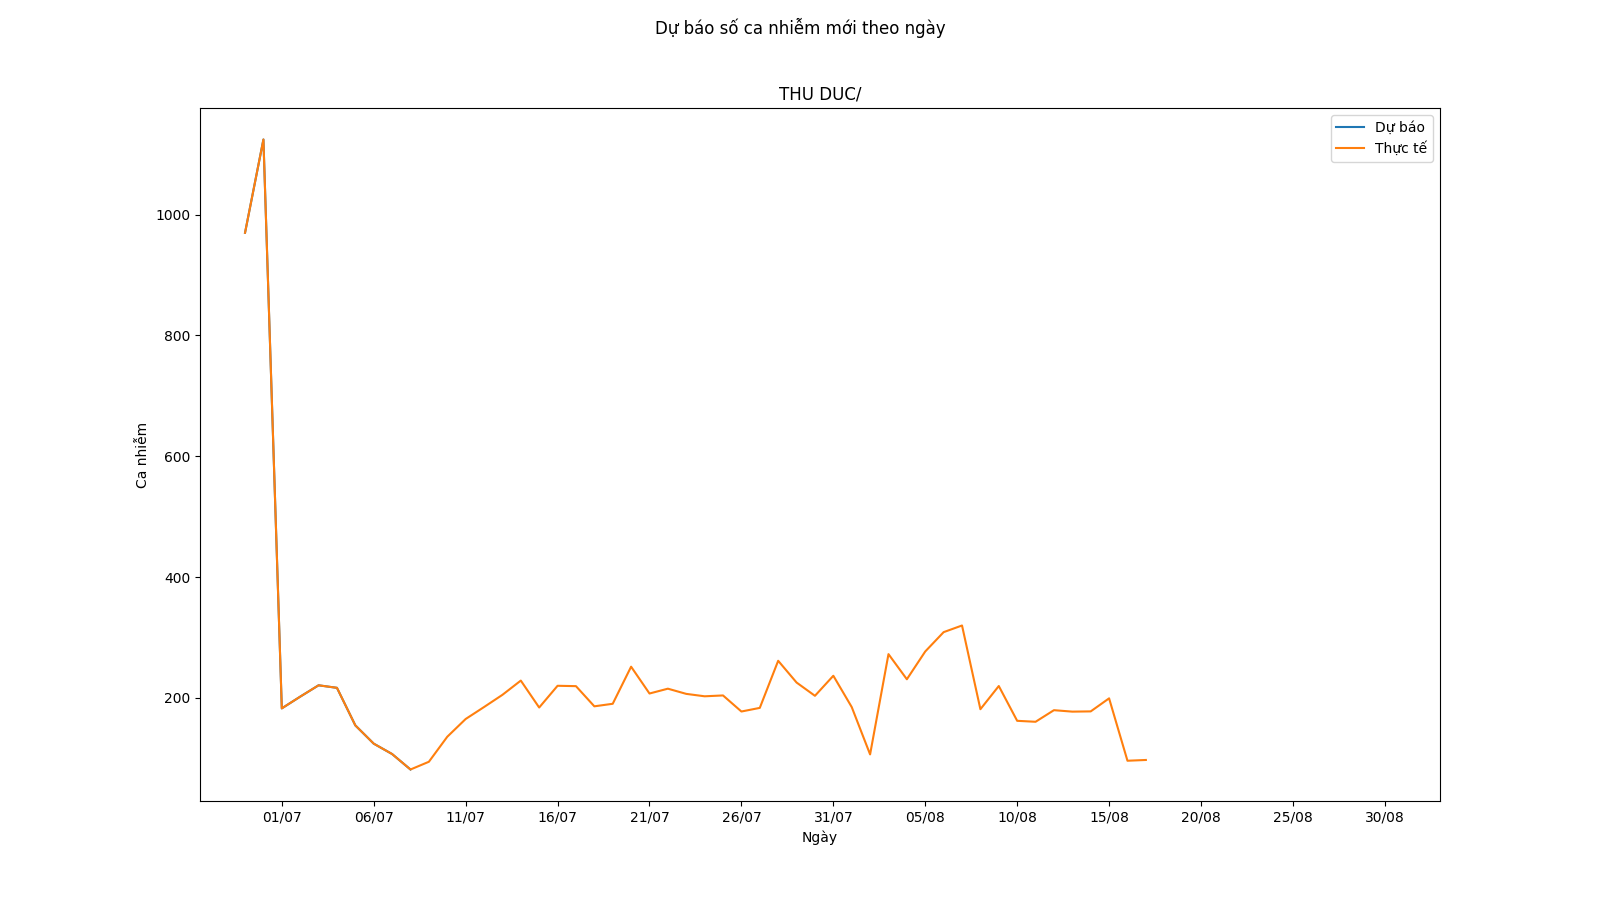 Dự báo số ca nhiễm mới theo ngày
THU DUC/
Dự báo
Thực tế
1000
800
600
400
200
Ca nhiễm
01/07 06/07 11/07 16/07 21/07 26/07 31/07 05/08 10/08 15/08 20/08 25/08 30/08
Ngày